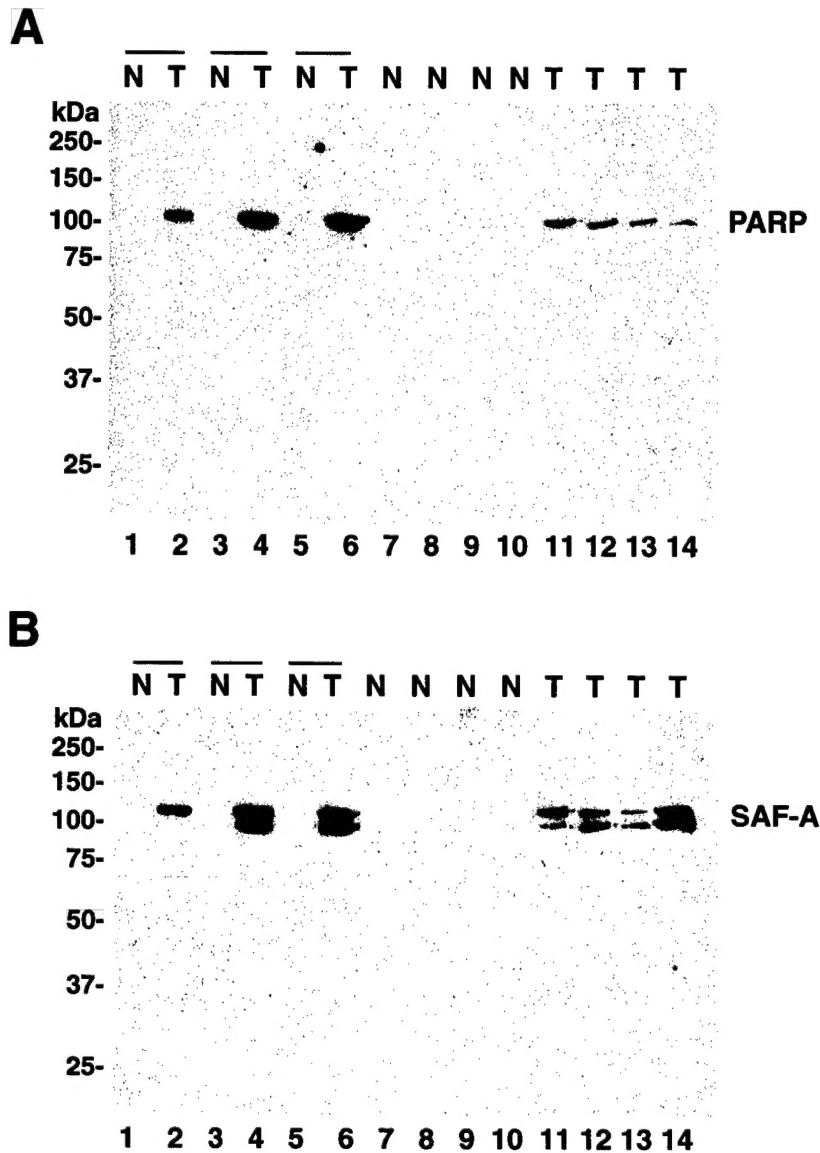 A
N T N T N T N N N N T T T T
kDa
250-
150-
100-
PARP
75-
50-
37-
25-
1 2 3 4 5 6 7 8 9 10 11 12 13 14
B
N T N T N T N N N N T T T T
kDa
250-
150-
100-
SAF-A
75-
50-
37-
25-
1 2 3 4 5 6 7 8 9 10 11 12 13 14